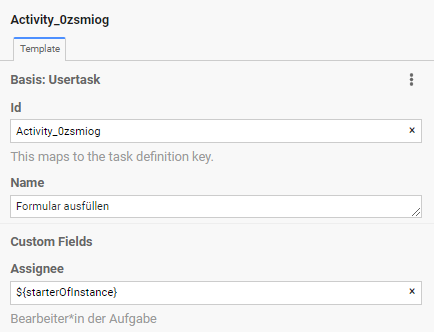 Activity_0zsmiog
Template
Basis: Usertask
Id
Activity_0zsmiog ×
This maps to the task definition key.
Name
Formular ausfüllen
Custom Fields
Assignee
${starterOfInstance} ×
Bearbeiter*in der Aufgabe